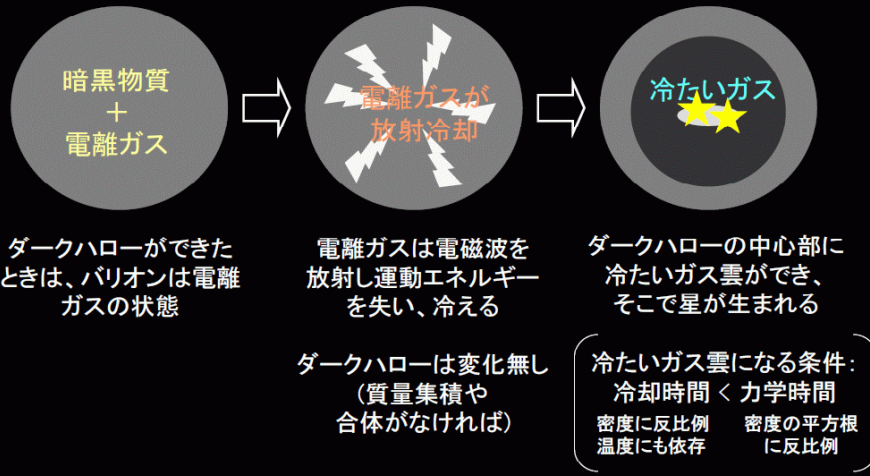 暗黒物質
＋
電離ガス
電離ガスが
放射冷却
冷たいガス
ダークハローができた
ときは、バリオンは電離
ガスの状態
電離ガスは電磁波を
放射し運動エネルギー
を失い、冷える
ダークハローは変化無し
（質量集積や
合体がなければ）
ダークハローの中心部に
冷たいガス雲ができ、
そこで星が生まれる
冷たいガス雲になる条件：
冷却時間 < 力学時間
密度に反比例
温度にも依存
密度の平方根
に反比例